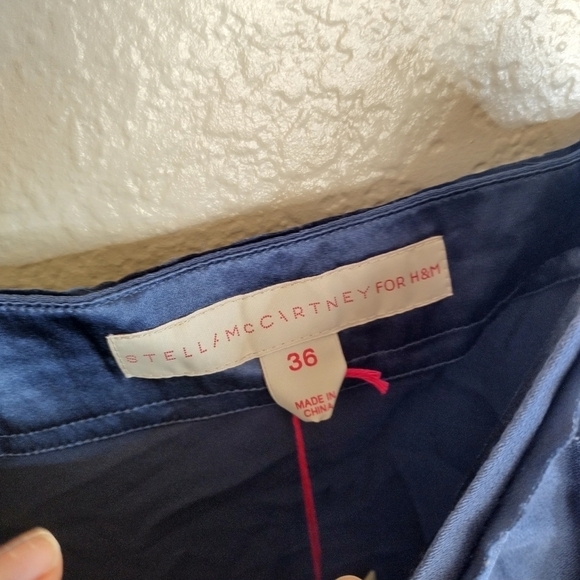 STELLA McCARTNEY FOR H&M
36
MADE IN
CHINA